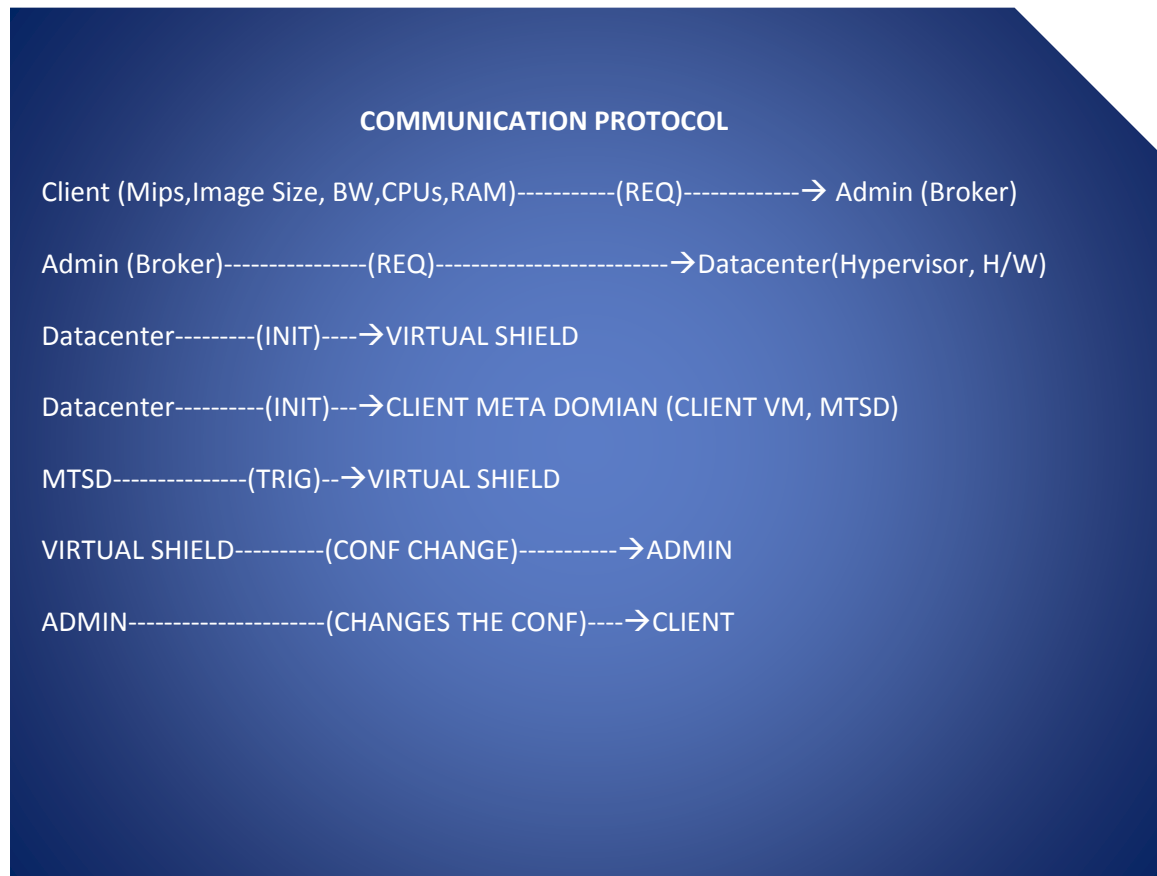 COMMUNICATION PROTOCOL
Client (Mips,Image Size, BW,CPUs,RAM)-----------(REQ)-------------→ Admin (Broker)
Admin (Broker)----------------(REQ)--------------------------→Datacenter(Hypervisor, H/W)
Datacenter---------(INIT)----→VIRTUAL SHIELD
Datacenter----------(INIT)---→CLIENT META DOMIAN (CLIENT VM, MTSD)
MTSD---------------(TRIG)--→VIRTUAL SHIELD
VIRTUAL SHIELD----------(CONF CHANGE)-----------→ADMIN
ADMIN----------------------(CHANGES THE CONF)----→CLIENT